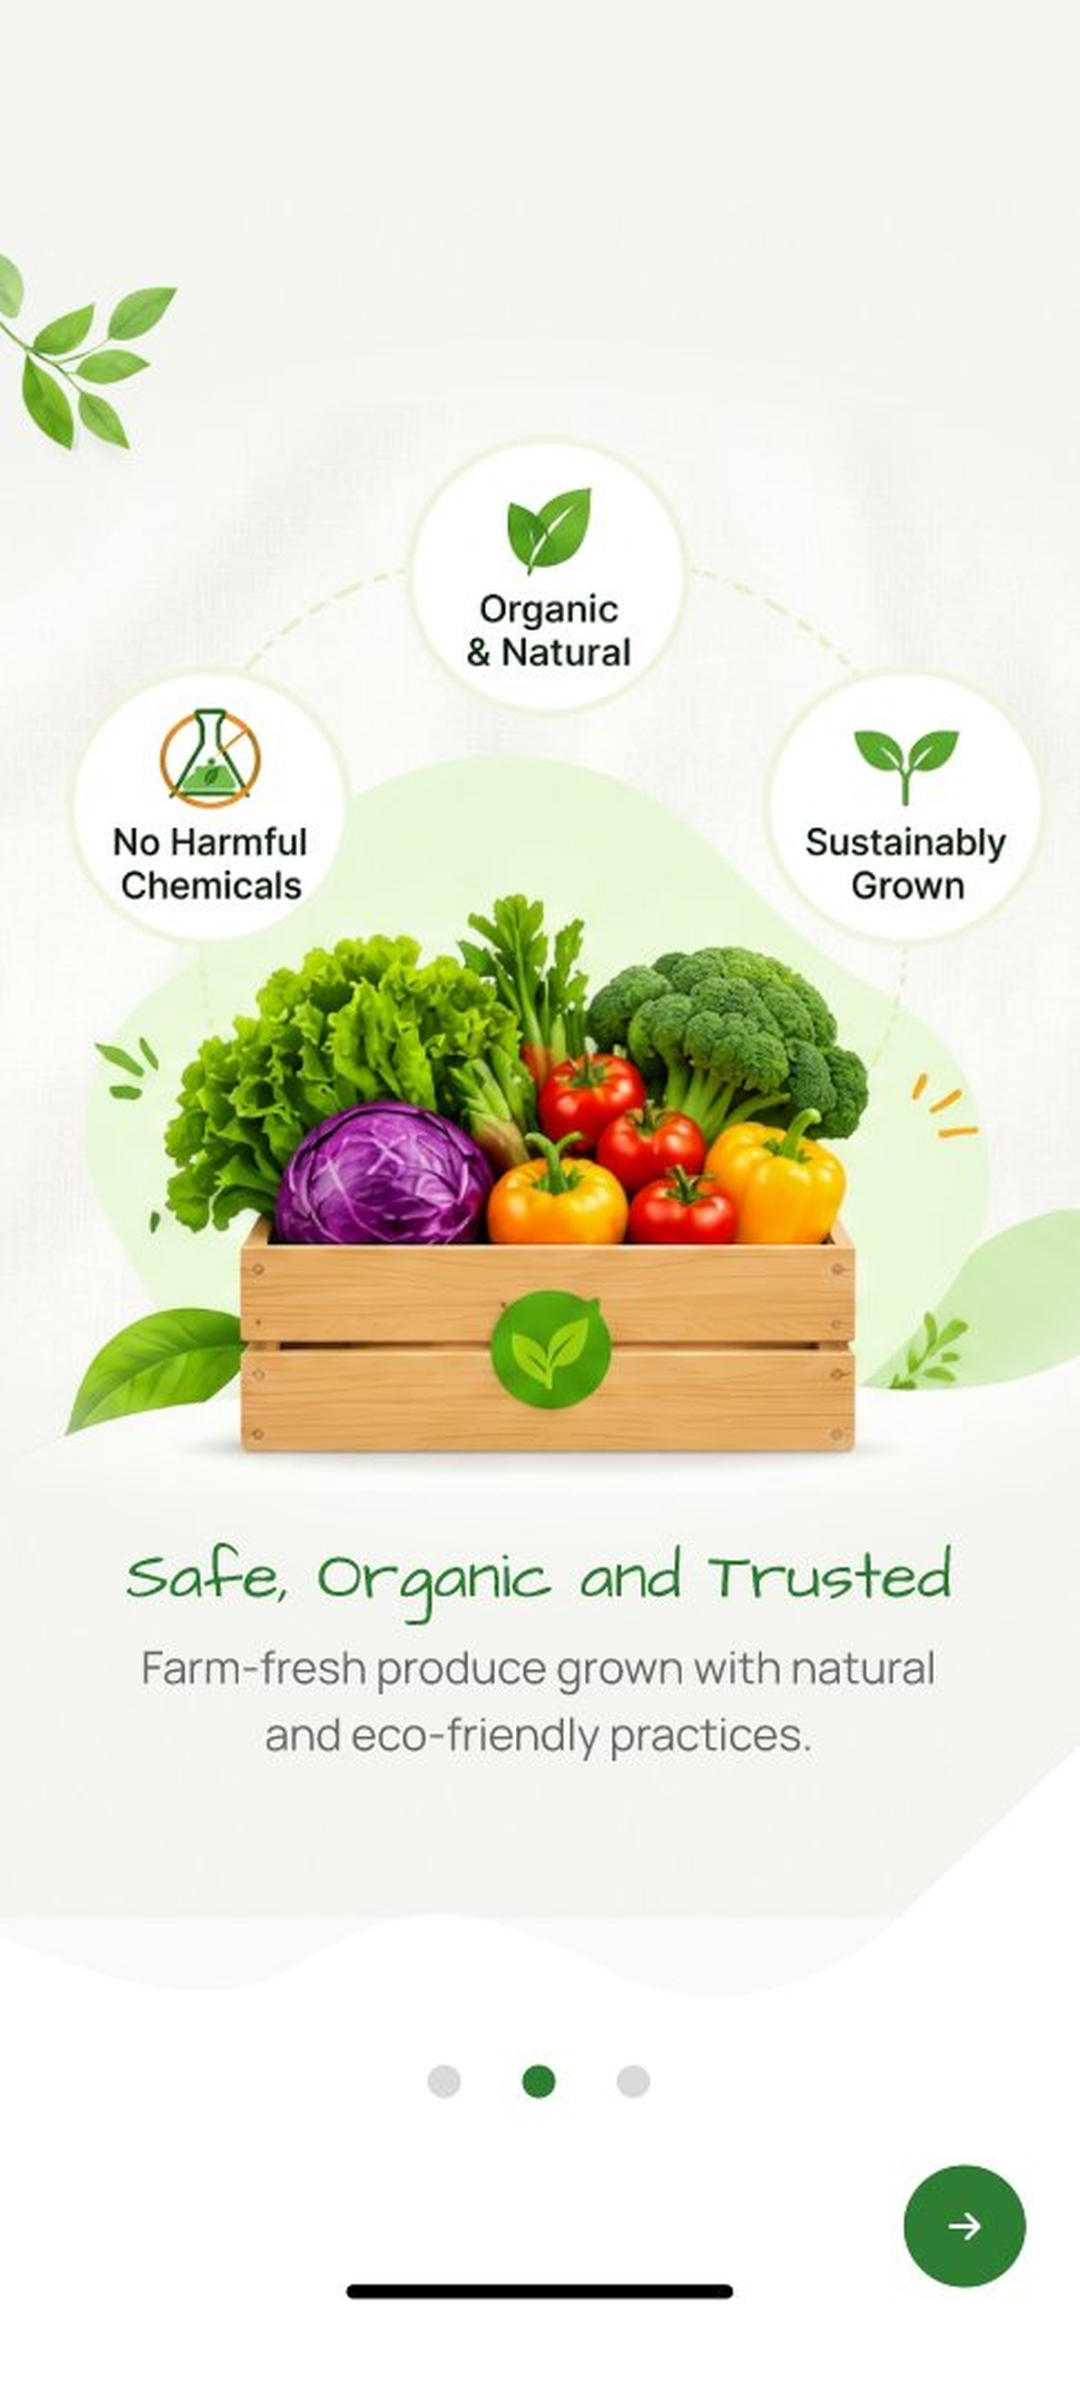 Organic
& Natural
No Harmful
Chemicals
Sustainably
Grown
Safe, Organic and Trusted
Farm-fresh produce grown with natural
and eco-friendly practices.